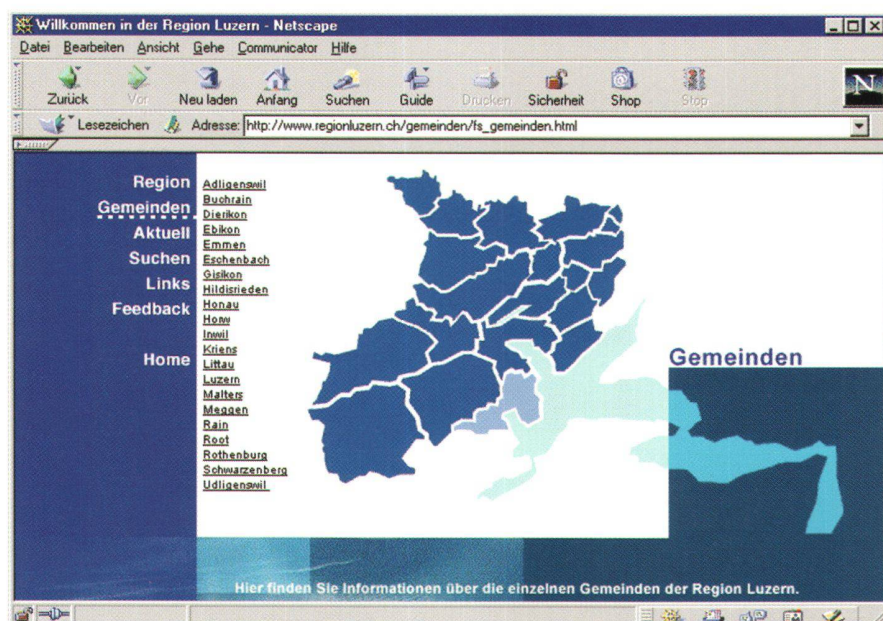 Willkommen in der Region Luzern - Netscape
Datei Bearbeiten Ansicht Gehe Communicator Hilfe
Zurück Vor Neu laden Anfang Suchen Guide Drucken Sicherheit Shop Stop
N
Lesezeichen Adresse: http://www.regionluzern.ch/gemeinden/fs_gemeinden.html
Region
Gemeinden
Aktuell
Suchen
Links
Feedback
Home
Adligenswil
Buchrain
Dierikon
Ebikon
Emmen
Eschenbach
Gisikon
Hildisrieden
Honau
Horw
Inwil
Kriens
Littau
Luzern
Malters
Meggen
Rain
Root
Rothenburg
Schwarzenberg
Udligenswil
Gemeinden
Hier finden Sie Informationen über die einzelnen Gemeinden der Region Luzern.